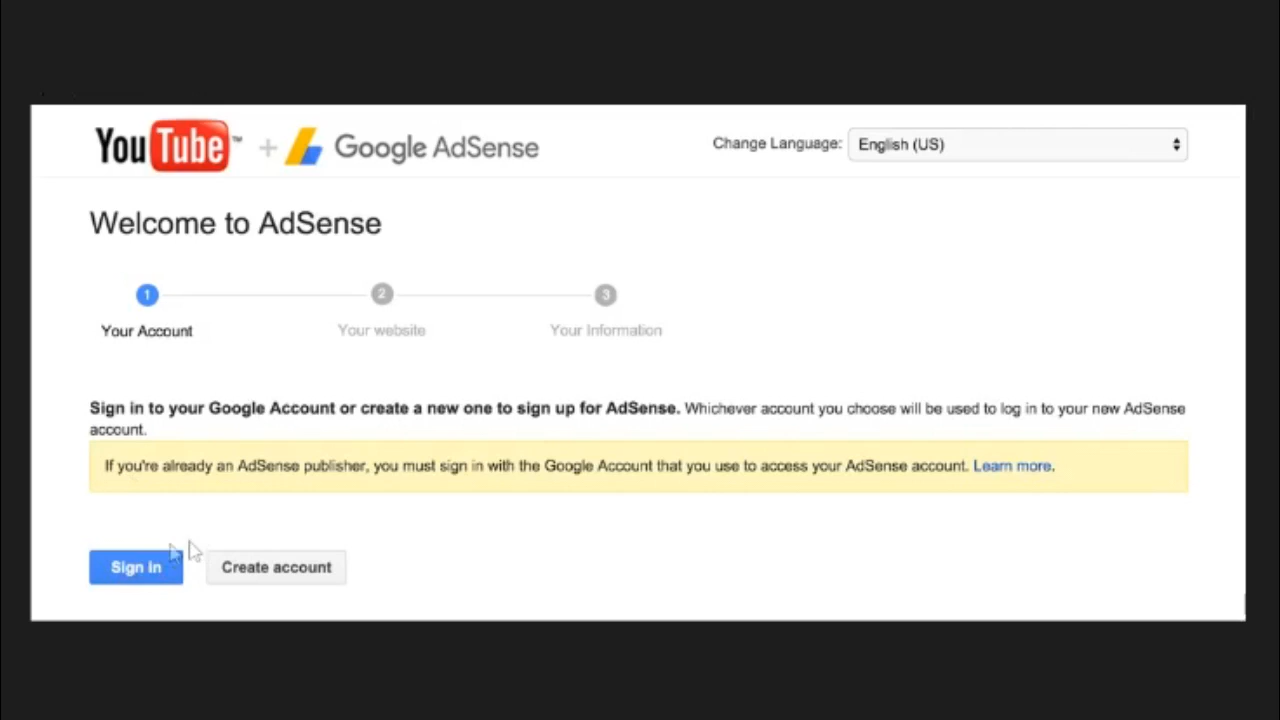 YouTube™ + Google AdSense
Change Language: English (US)
Welcome to AdSense
1 2 3
Your Account Your website Your Information
Sign in to your Google Account or create a new one to sign up for AdSense. Whichever account you choose will be used to log in to your new AdSense
account.
If you're already an AdSense publisher, you must sign in with the Google Account that you use to access your AdSense account. Learn more.
Sign in Create account